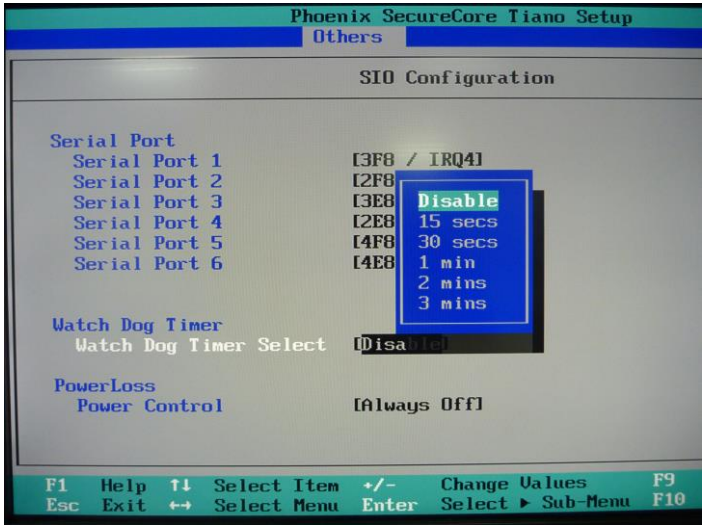 Phoenix SecureCore Tiano Setup
Others
SIO Configuration
Serial Port
Serial Port 1 [3F8 / IRQ4]
Serial Port 2 [2F8
Serial Port 3 [3E8
Serial Port 4 [2E8
Serial Port 5 [4F8
Serial Port 6 [4E8
Disable
15 secs
30 secs
1 min
2 mins
3 mins
Watch Dog Timer
Watch Dog Timer Select [Disable]
PowerLoss
Power Control [Always Off]
F1 Help ↑↓ Select Item +/- Change Values F9
Esc Exit ↔ Select Menu Enter Select ► Sub-Menu F10